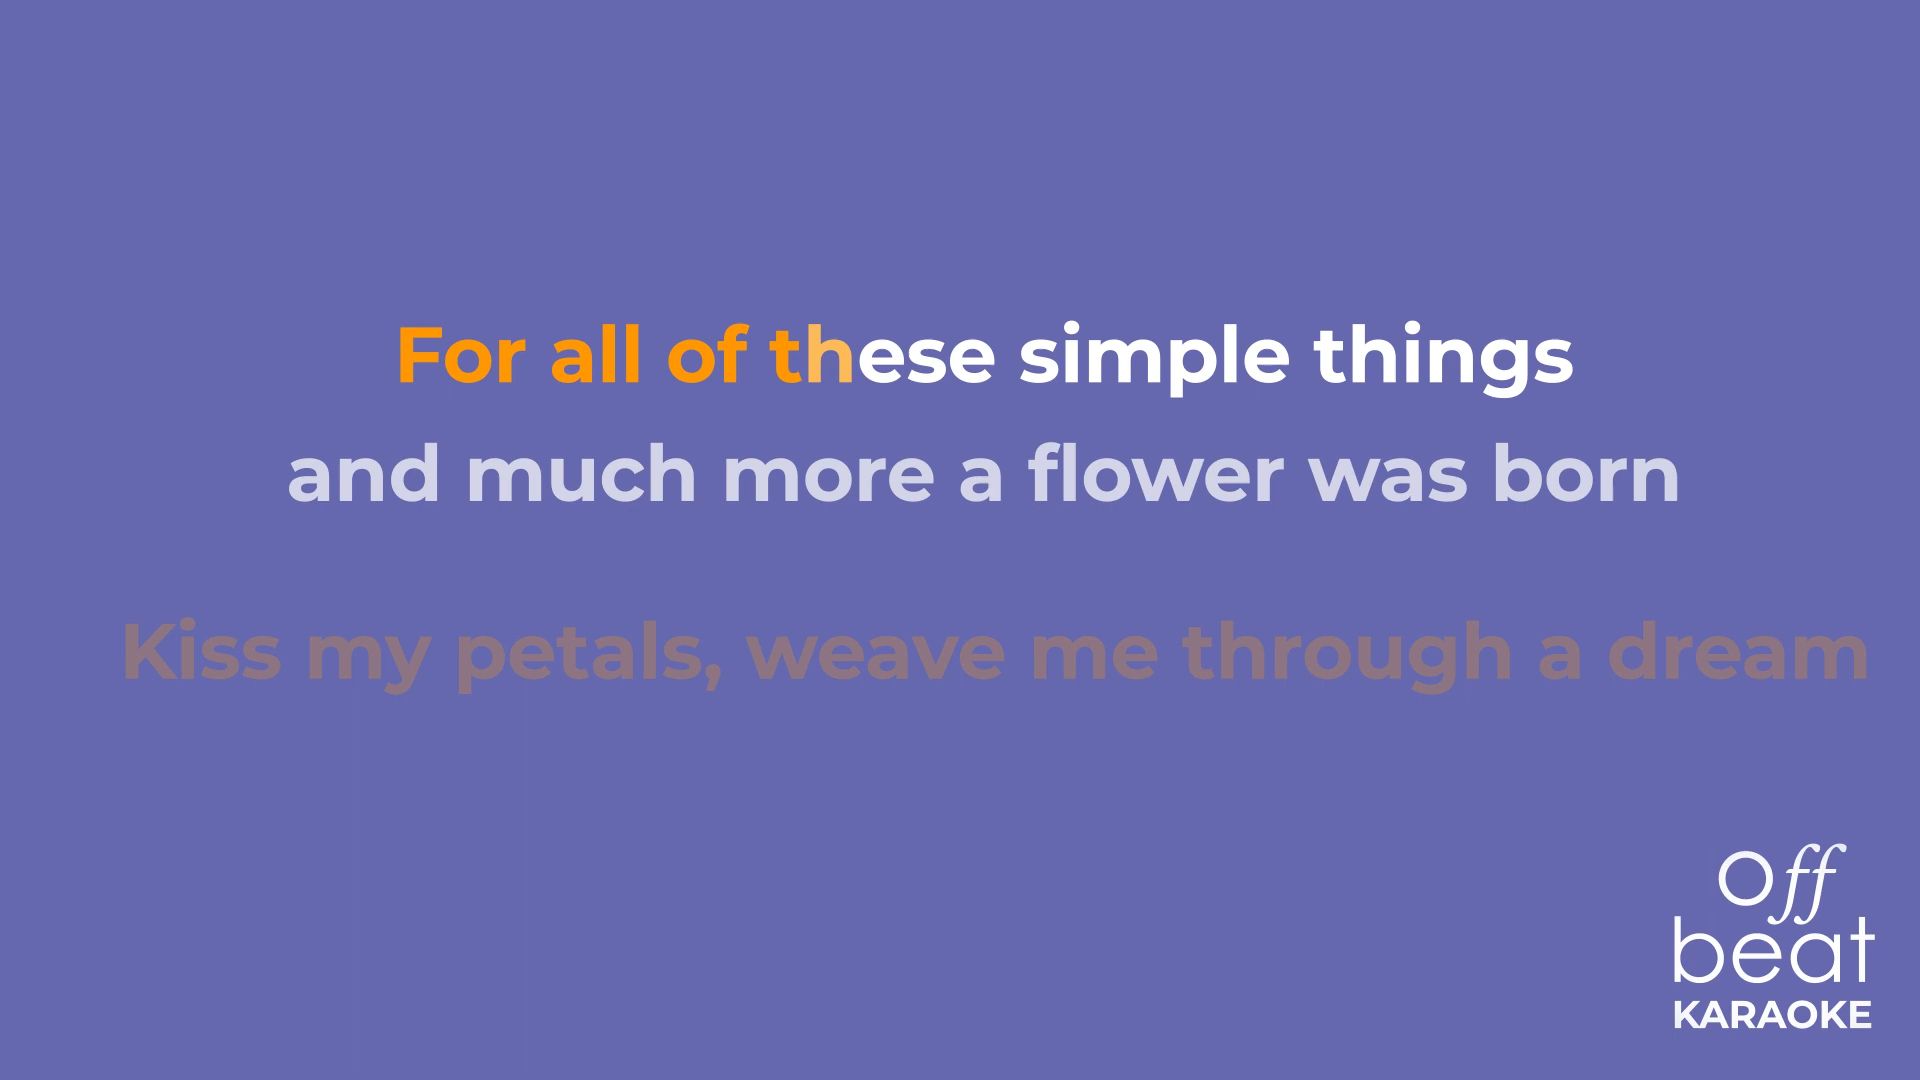 For all of these simple things
and much more a flower was born
Kiss my petals, weave me through a dream
off
beat
KARAOKE